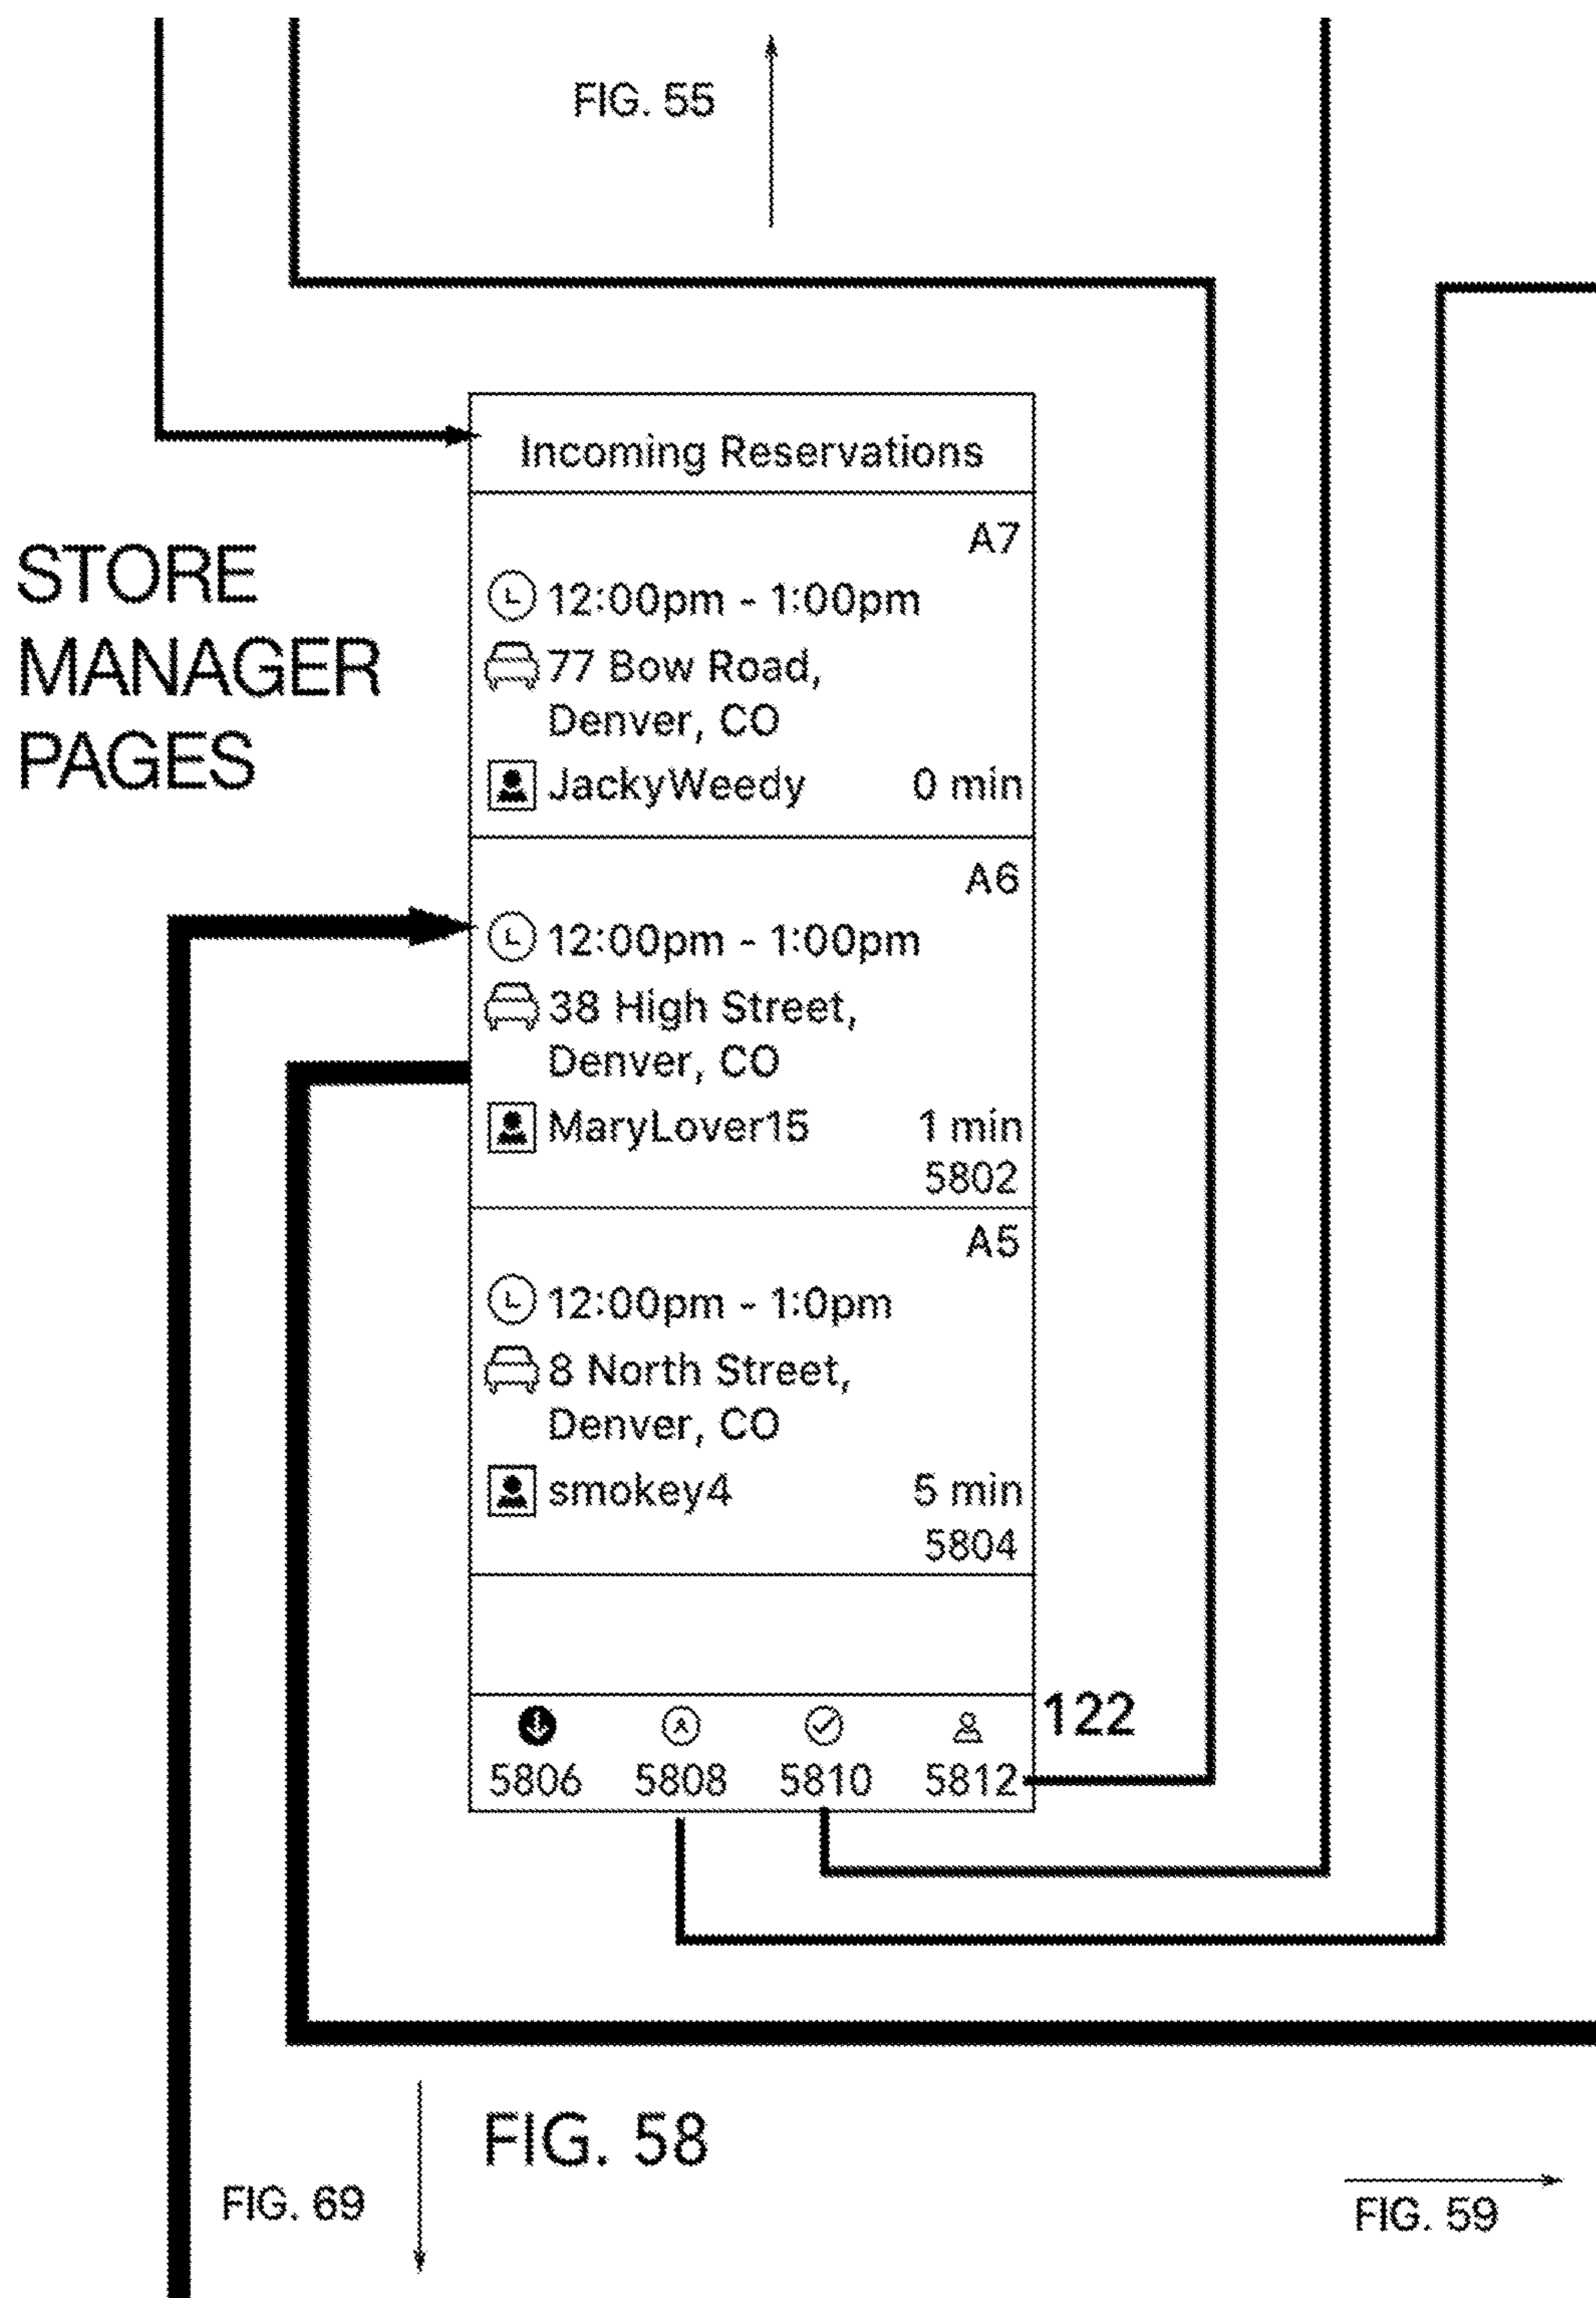 FIG. 55
Incoming Reservations
STORE
MANAGER
PAGES
A7
12:00pm - 1:00pm
77 Bow Road,
Denver, CO
JackyWeedy 0 min
A6
12:00pm - 1:00pm
38 High Street,
Denver, CO
MaryLover15 1 min
5802
A5
12:00pm - 1:0pm
8 North Street,
Denver, CO
smokey4 5 min
5804
122
5806 5808 5810 5812
FIG. 58
FIG. 69
FIG. 59